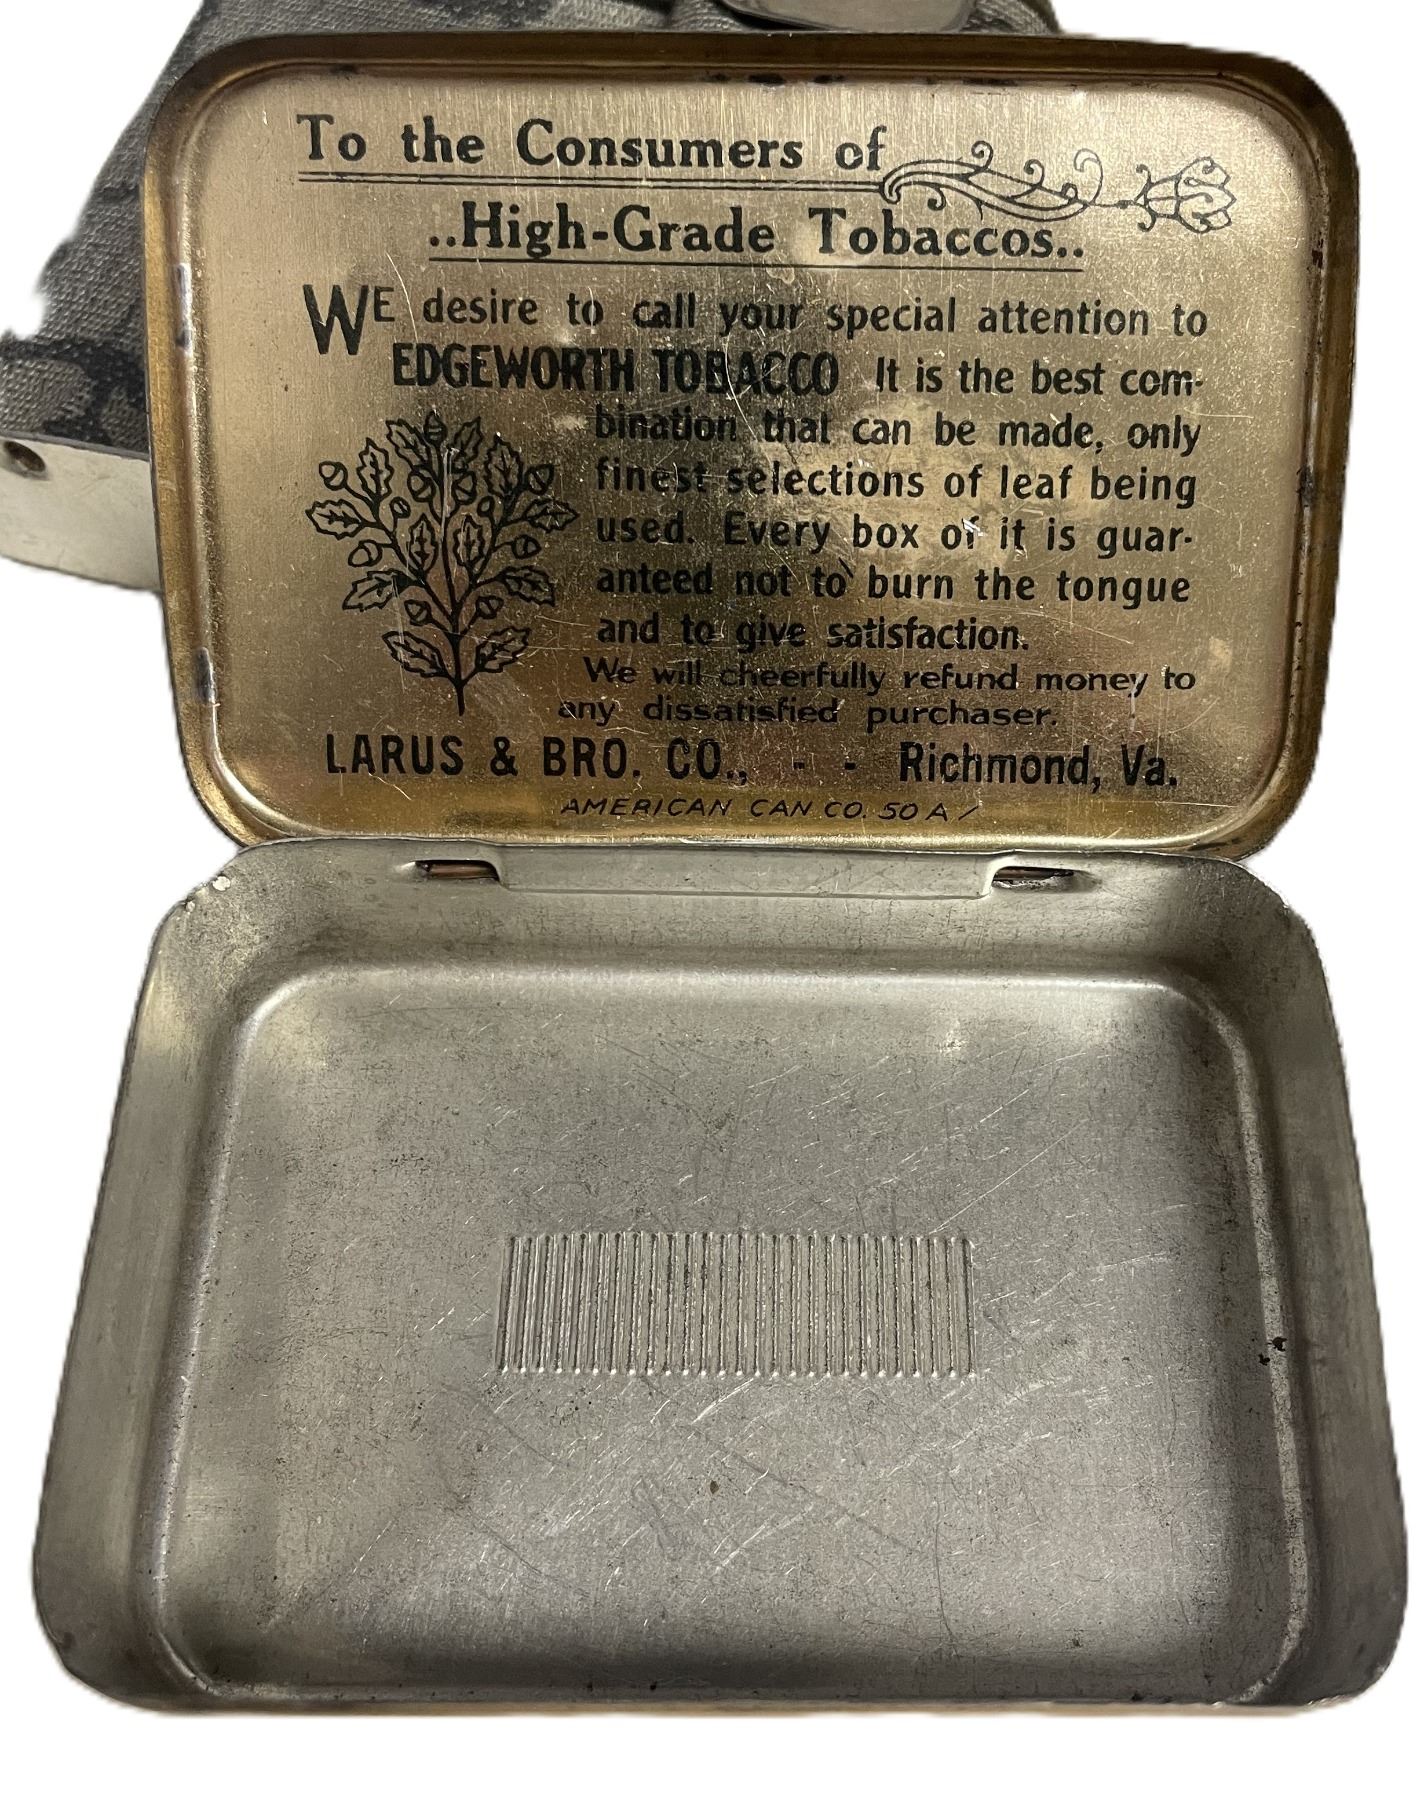 To the Consumers of
..High-Grade Tobaccos..
WE desire to call your special attention to
EDGEWORTH TOBACCO It is the best com-
bination that can be made, only
finest selections of leaf being
used. Every box of it is guar-
anteed not to burn the tongue
and to give satisfaction.
We will cheerfully refund money to
any dissatisfied purchaser.
LARUS & BRO. CO., - - Richmond, Va.
AMERICAN CAN CO. 50 A /